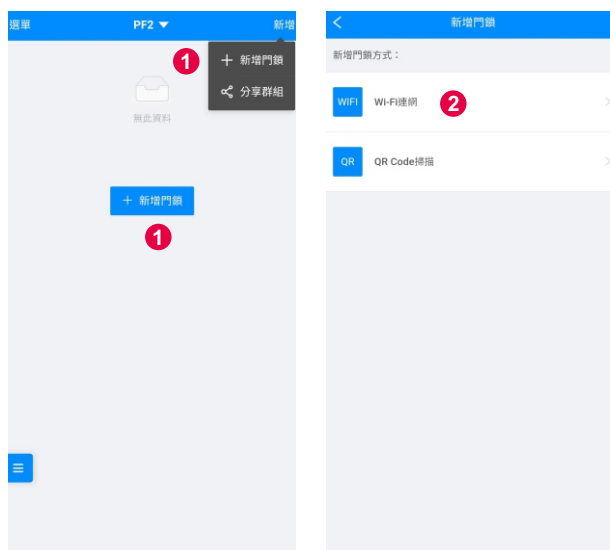 選單
PF2
新增
1
新增門鎖
分享群組
無此資料
新增門鎖
1
新增門鎖
新增門鎖方式：
WIFI
Wi-Fi連網
2
QR
QR Code掃描